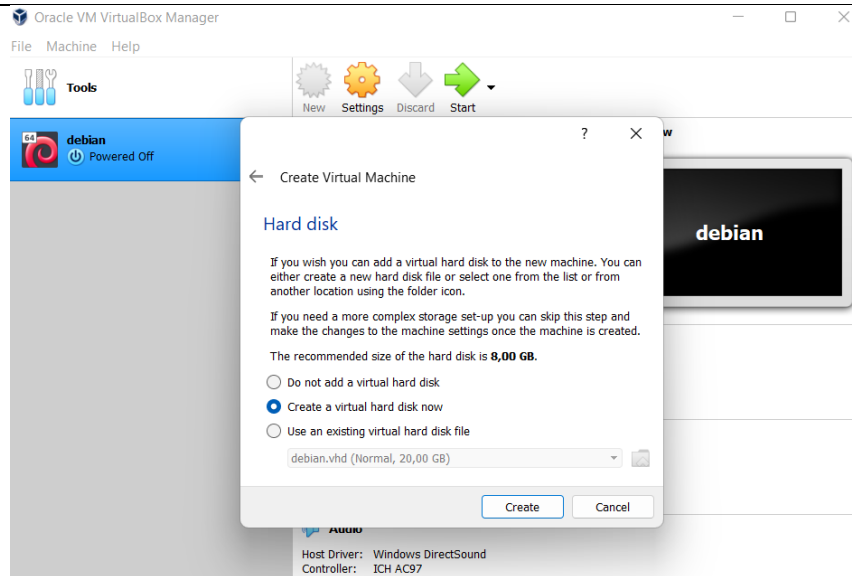 Oracle VM VirtualBox Manager
File Machine Help
Tools
New Settings Discard Start
64
debian
Powered Off
w
?
Create Virtual Machine
Hard disk
If you wish you can add a virtual hard disk to the new machine. You can
either create a new hard disk file or select one from the list or from
another location using the folder icon.
If you need a more complex storage set-up you can skip this step and
make the changes to the machine settings once the machine is created.
The recommended size of the hard disk is 8,00 GB.
Do not add a virtual hard disk
Create a virtual hard disk now
Use an existing virtual hard disk file
debian.vhd (Normal, 20,00 GB)
Create Cancel
debian
Audio
Host Driver: Windows DirectSound
Controller: ICH AC97